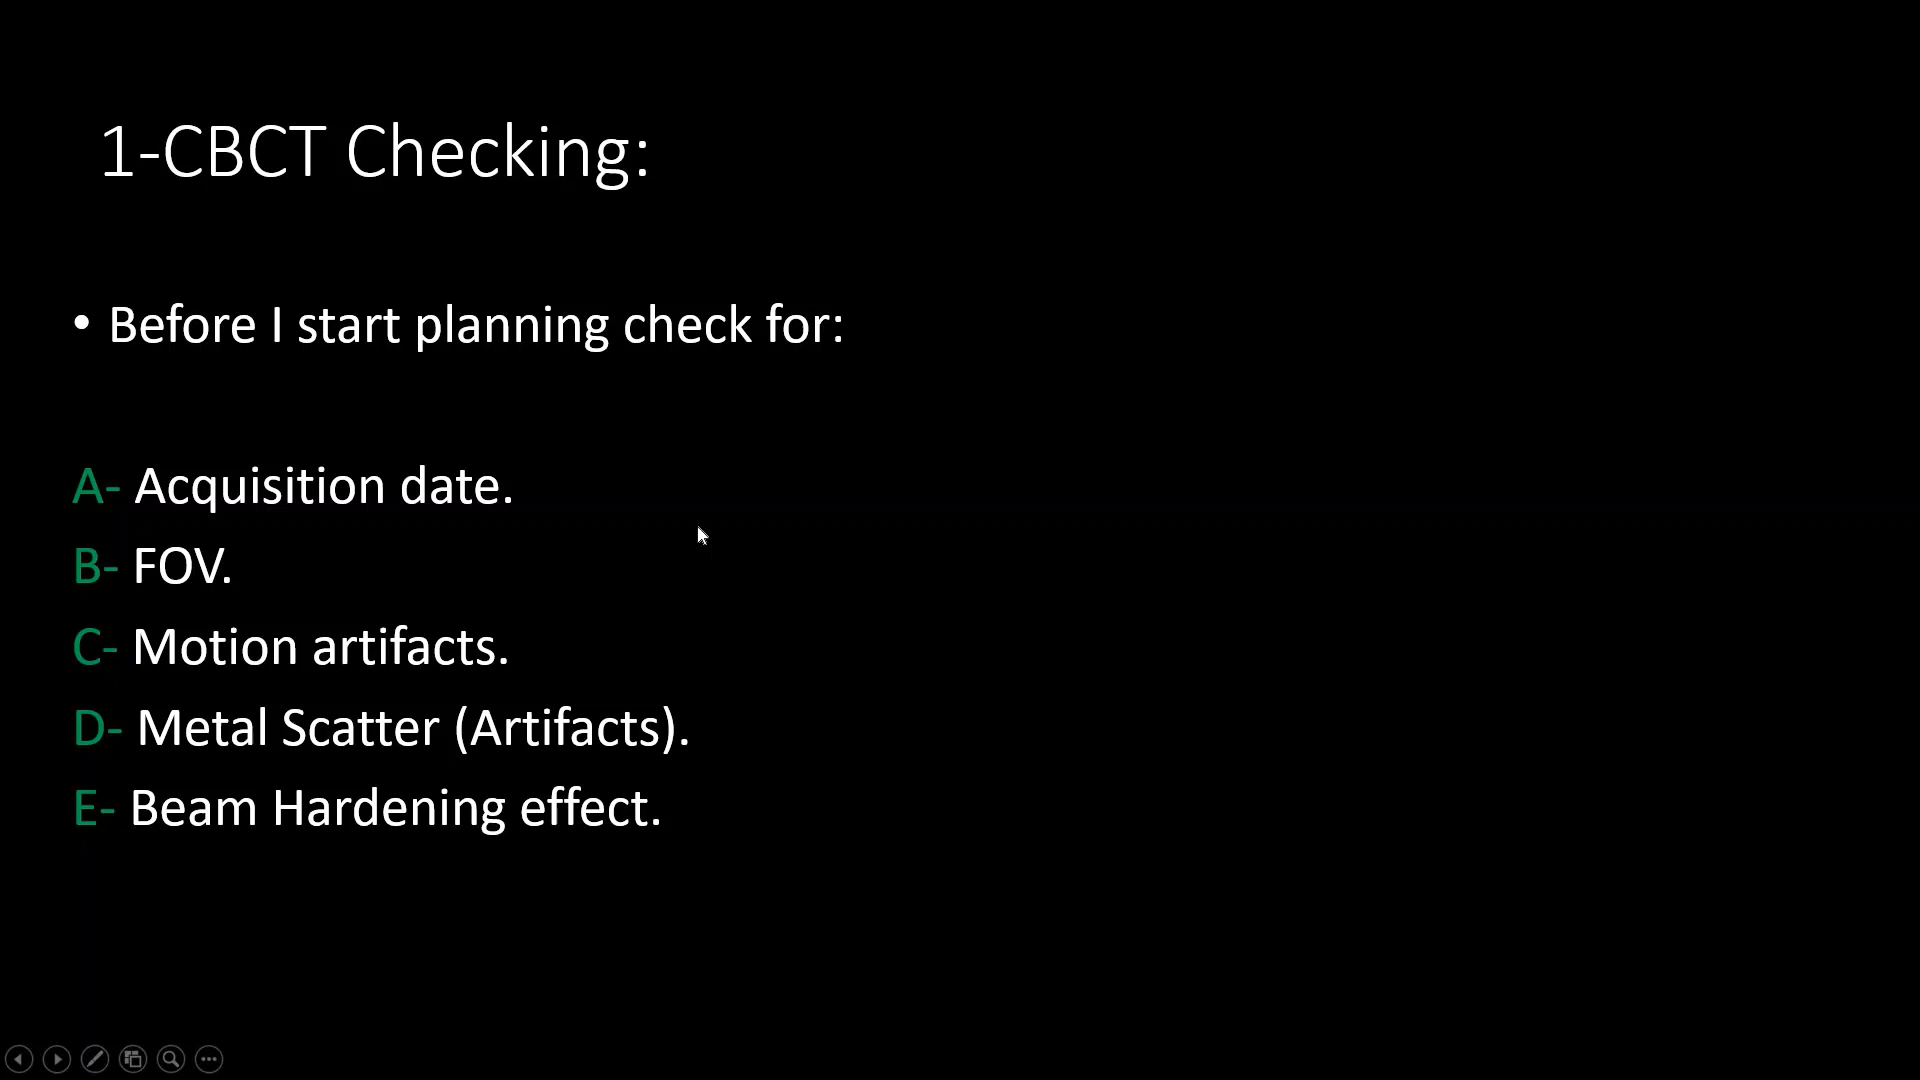 1-CBCT Checking:
• Before I start planning check for:
A- Acquisition date.
B- FOV.
C- Motion artifacts.
D- Metal Scatter (Artifacts).
E- Beam Hardening effect.